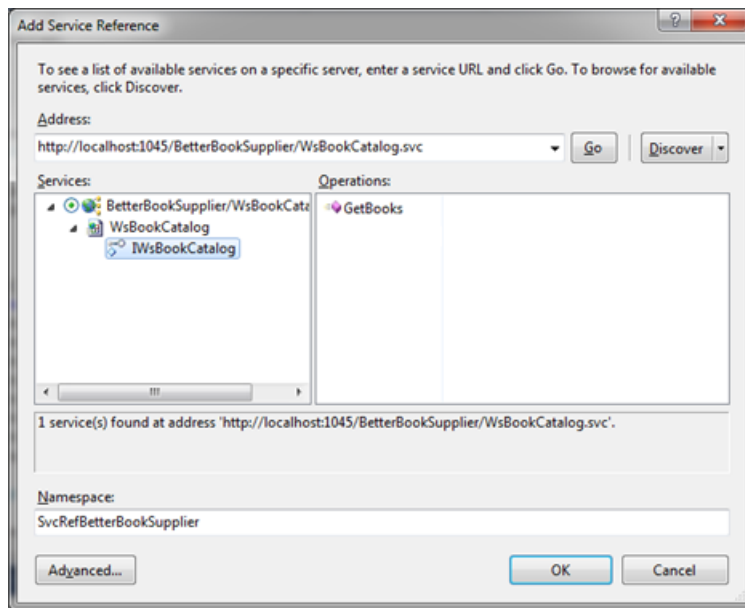 Add Service Reference
To see a list of available services on a specific server, enter a service URL and click Go. To browse for available
services, click Discover.
Address:
http://localhost:1045/BetterBookSupplier/WsBookCatalog.svc
Go
Discover
Services:
Operations:
BetterBookSupplier/WsBookCata
GetBooks
WsBookCatalog
IWsBookCatalog
1 service(s) found at address 'http://localhost:1045/BetterBookSupplier/WsBookCatalog.svc'.
Namespace:
SvcRefBetterBookSupplier
Advanced...
OK
Cancel